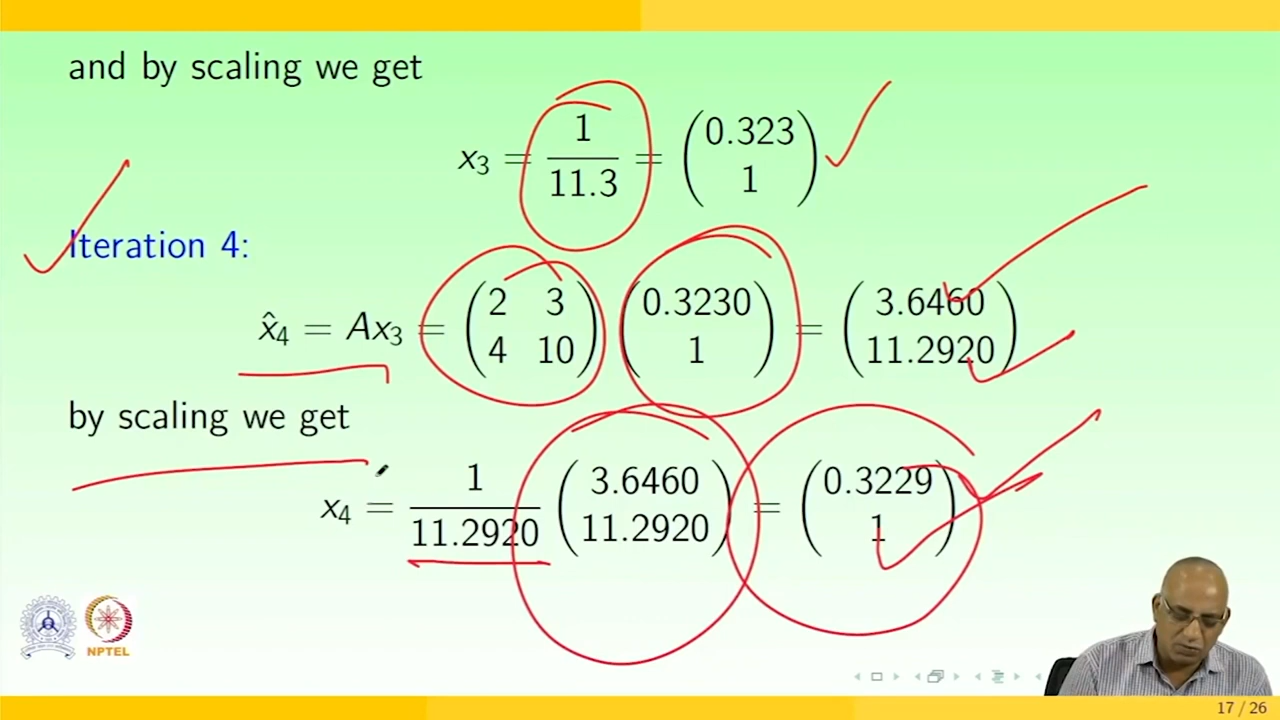 and by scaling we get
x₃ = 1/11.3 = (0.323 1)
Iteration 4:
x̂₄ = Ax₃ = (2 3 4 10) (0.3230 1) = (3.6460 11.2920)
by scaling we get
x₄ = 1/11.2920 (3.6460 11.2920) = (0.3229 1)
NPTEL
17 / 26